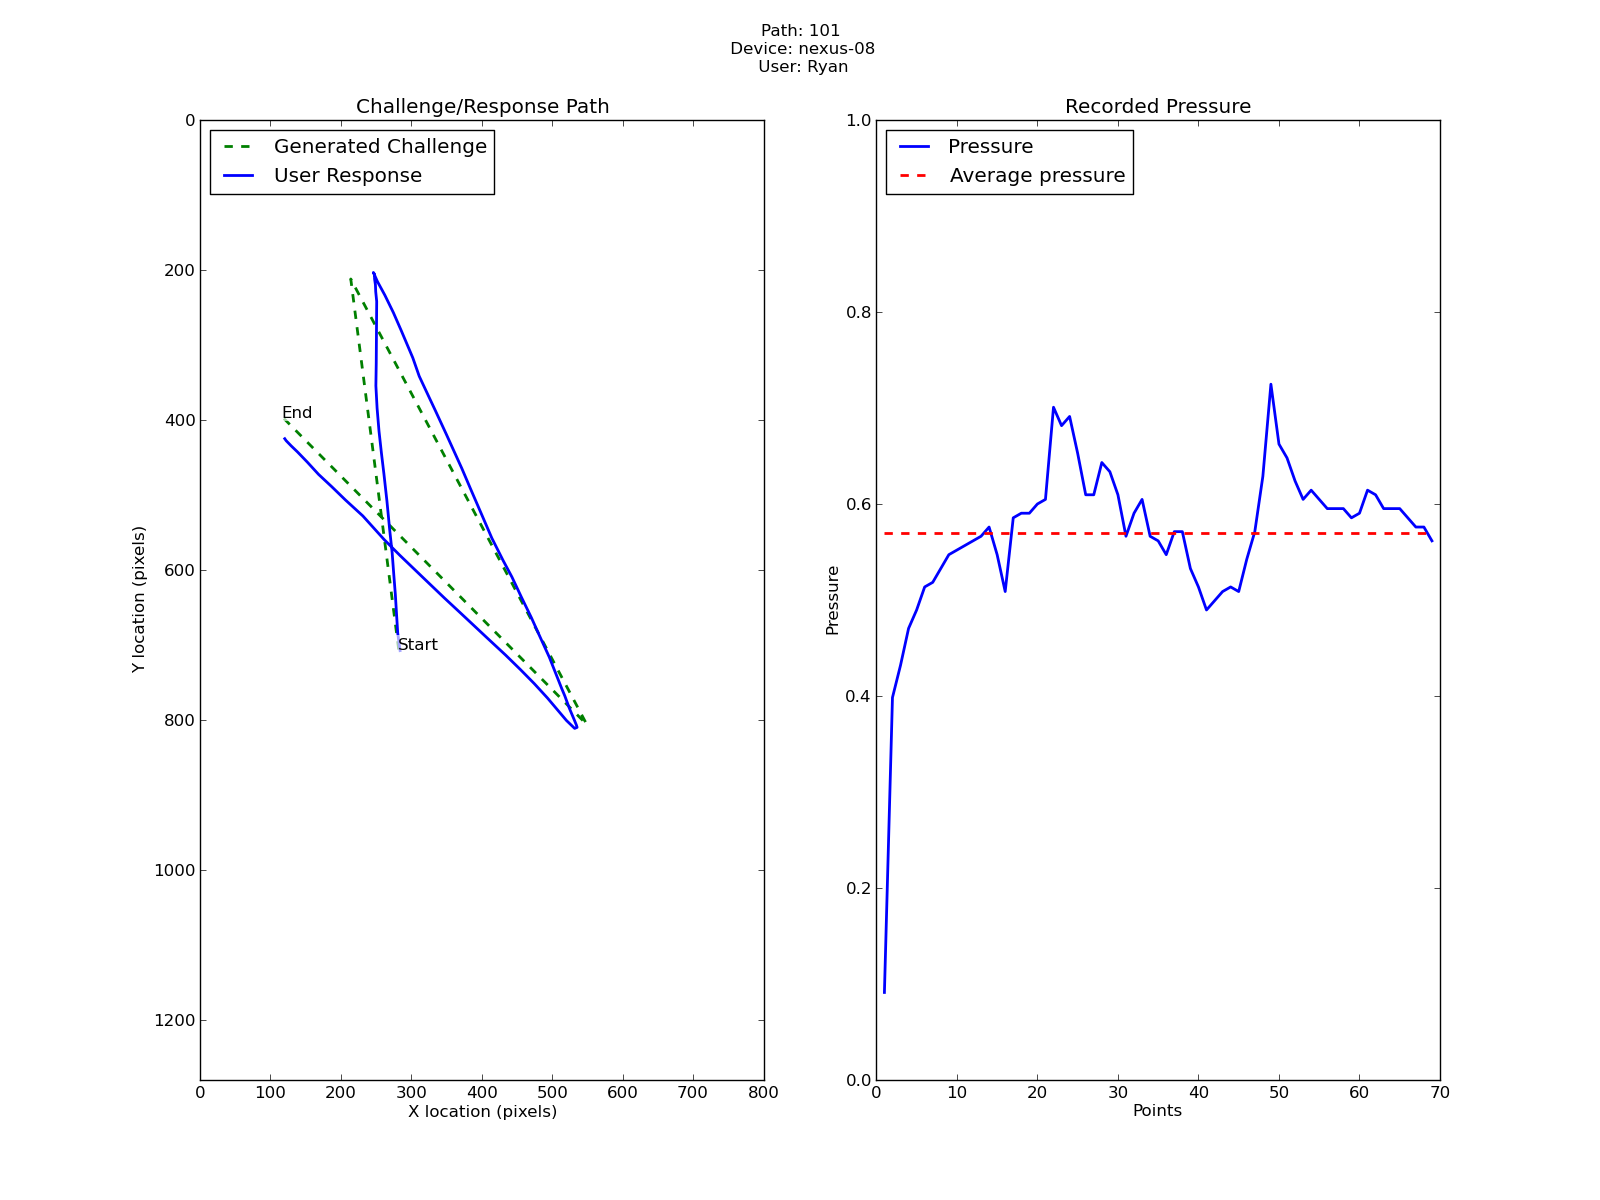 Path: 101
Device: nexus-08
User: Ryan
Challenge/Response Path
Generated Challenge
User Response
0
200
400
600
800
1000
1200
Y location (pixels)
End
Start
0 100 200 300 400 500 600 700 800
X location (pixels)
Recorded Pressure
Pressure
Average pressure
1.0
0.8
0.6
0.4
0.2
0.0
Pressure
0 10 20 30 40 50 60 70
Points